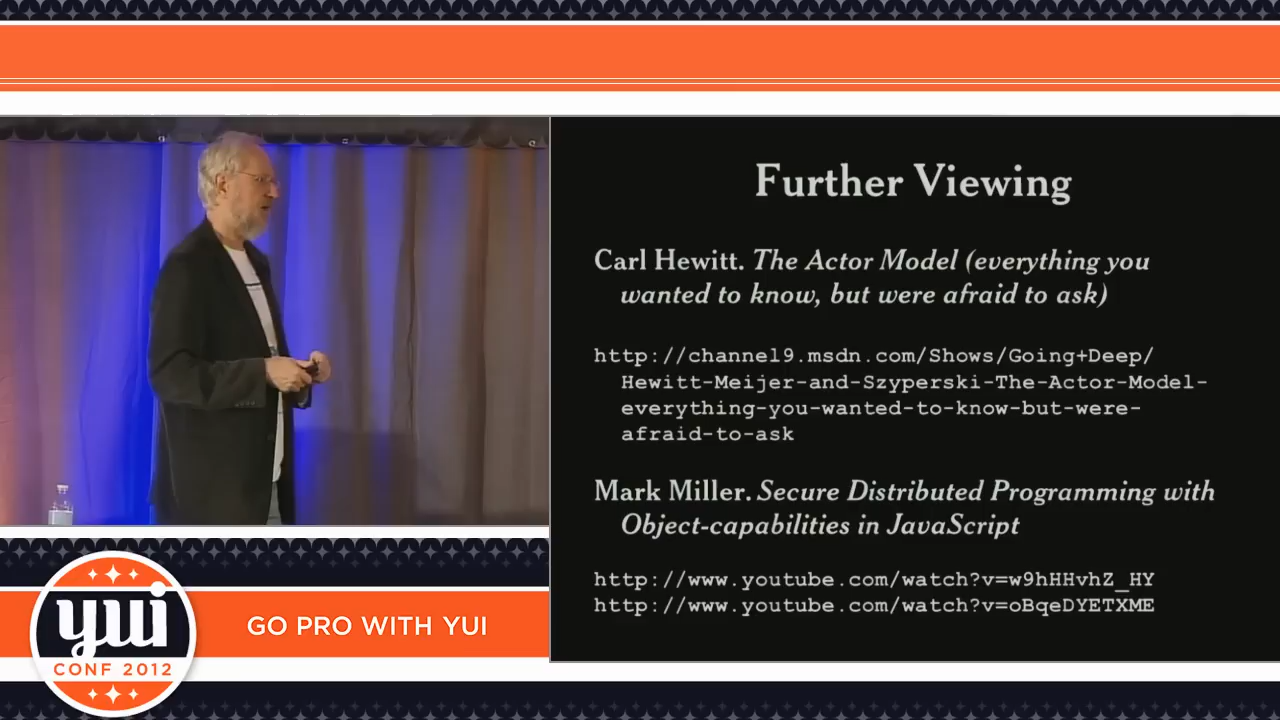 Further Viewing
Carl Hewitt. The Actor Model (everything you
wanted to know, but were afraid to ask)
http://channel9.msdn.com/Shows/Going+Deep/
Hewitt-Meijer-and-Szyperski-The-Actor-Model-
everything-you-wanted-to-know-but-were-
afraid-to-ask
Mark Miller. Secure Distributed Programming with
Object-capabilities in JavaScript
http://www.youtube.com/watch?v=w9hHHvhZ_HY
http://www.youtube.com/watch?v=oBqeDYETXME
yui
CONF 2012
GO PRO WITH YUI